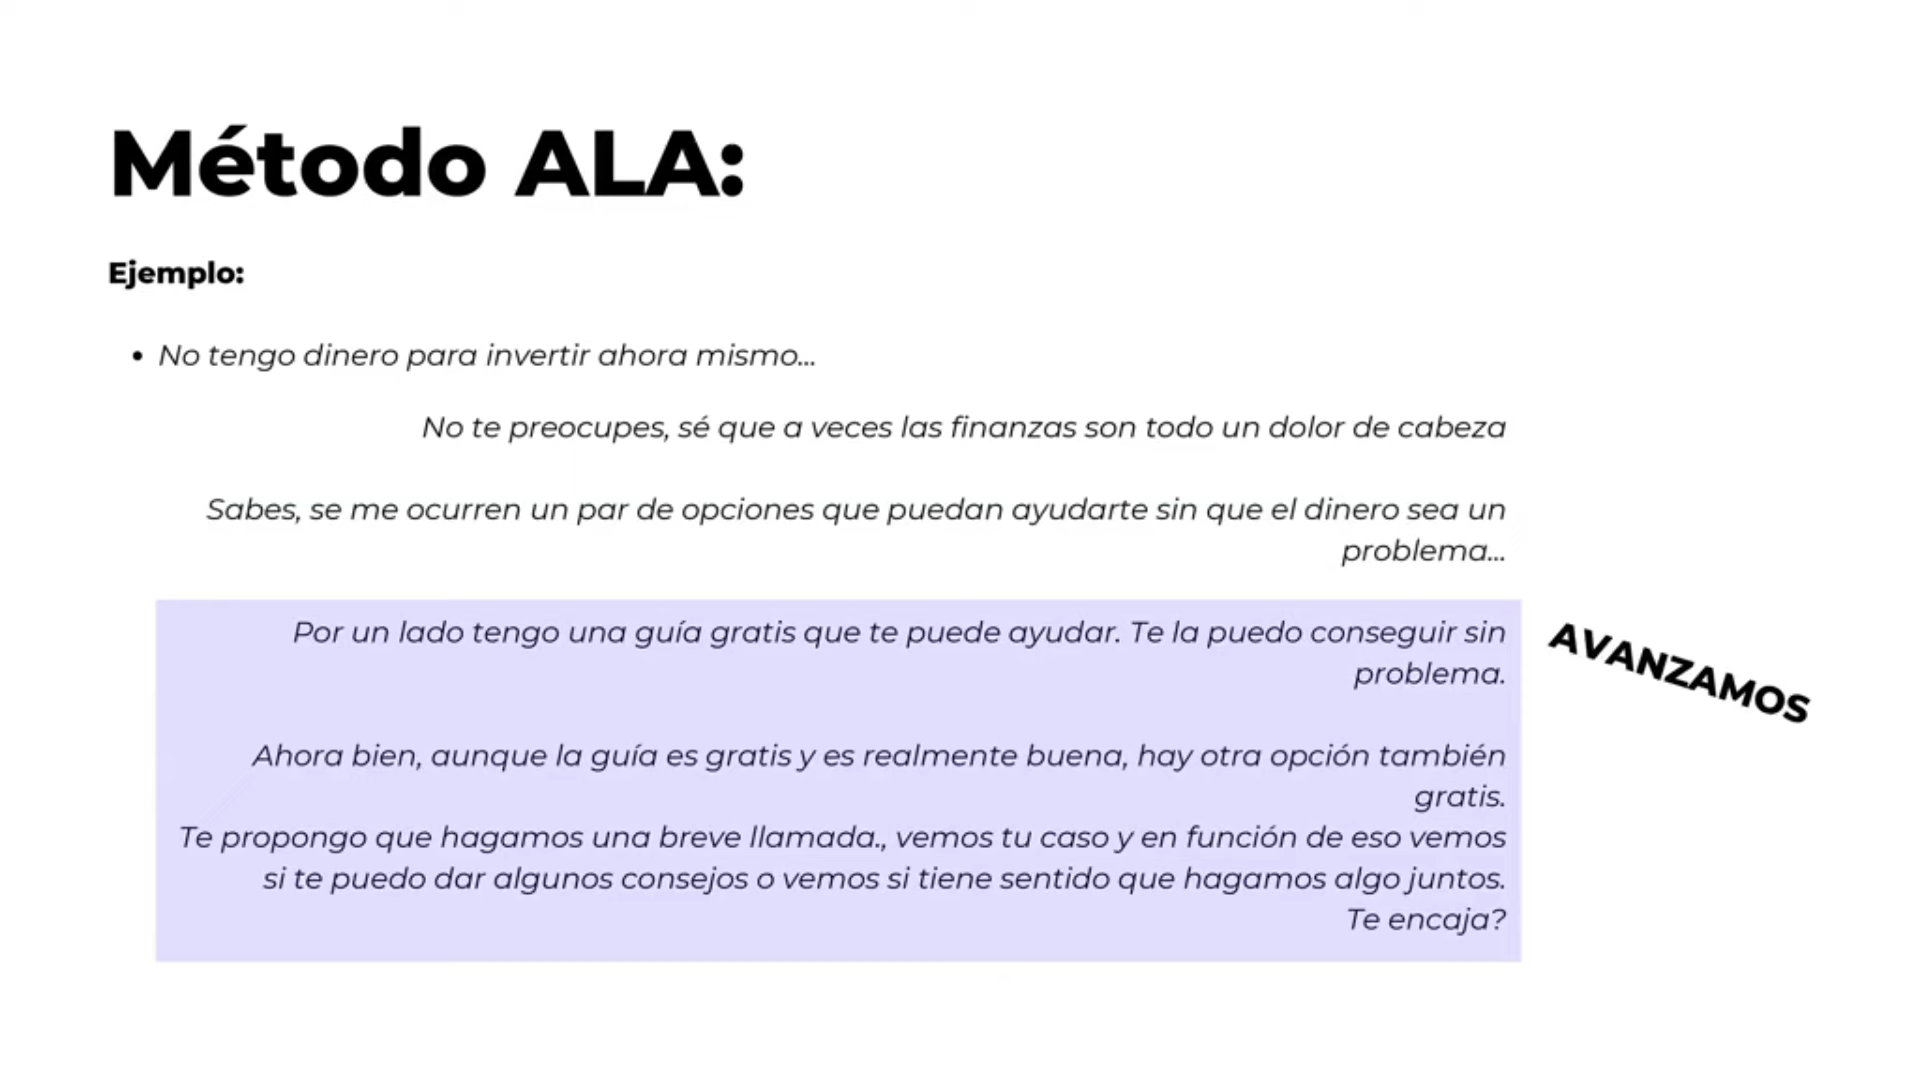 Método ALA:
Ejemplo:
• No tengo dinero para invertir ahora mismo...
No te preocupes, sé que a veces las finanzas son todo un dolor de cabeza
Sabes, se me ocurren un par de opciones que puedan ayudarte sin que el dinero sea un
problema...
Por un lado tengo una guía gratis que te puede ayudar. Te la puedo conseguir sin
problema.
AVANZAMOS
Ahora bien, aunque la guía es gratis y es realmente buena, hay otra opción también
gratis.
Te propongo que hagamos una breve llamada., vemos tu caso y en función de eso vemos
si te puedo dar algunos consejos o vemos si tiene sentido que hagamos algo juntos.
Te encaja?